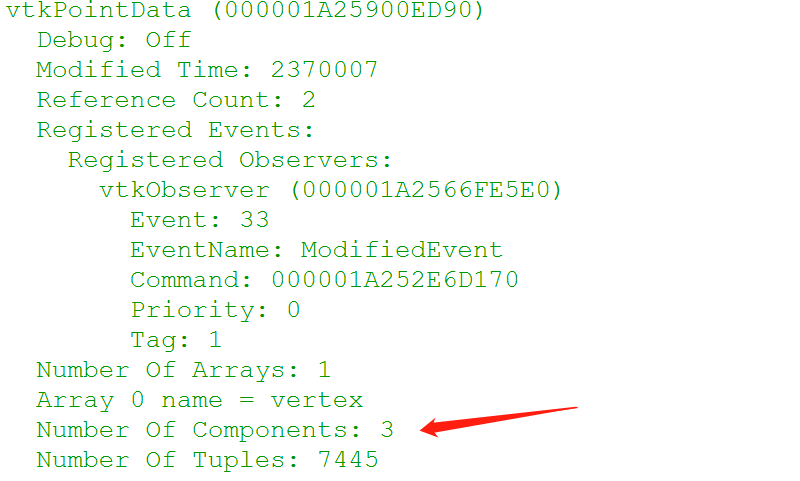 vtkPointData (000001A25900ED90)
Debug: Off
Modified Time: 2370007
Reference Count: 2
Registered Events:
Registered Observers:
vtkObserver (000001A2566FE5E0)
Event: 33
EventName: ModifiedEvent
Command: 000001A252E6D170
Priority: 0
Tag: 1
Number Of Arrays: 1
Array 0 name = vertex
Number Of Components: 3
Number Of Tuples: 7445